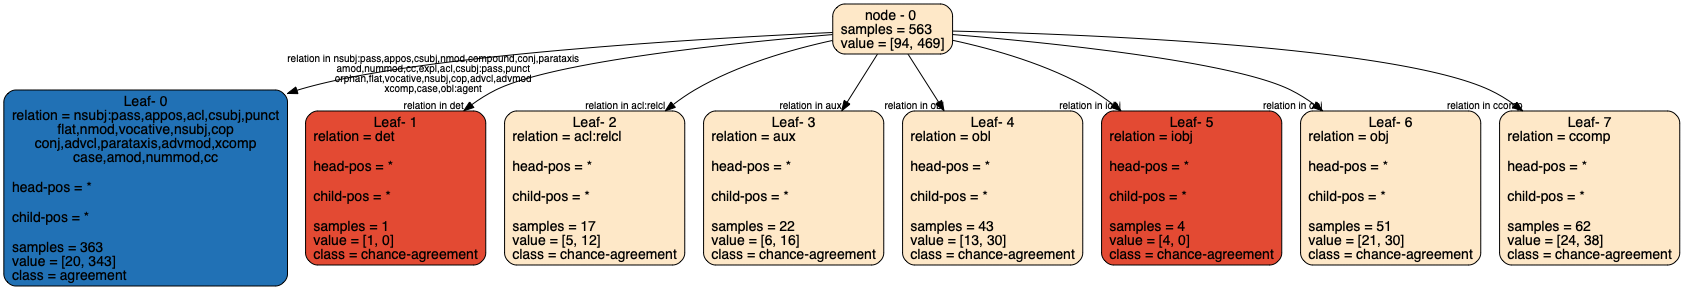 node - 0
samples = 563
value = [94, 469]
relation in nsubj:pass,appos,csubj,nmod,compound,conj,parataxis
amod,nummod,cc,expl,acl,csubj:pass,punct
orphan,flat,vocative,nsubj,cop,advcl,advmod
xcomp,case,obl:agent
relation in det
relation in acl:relcl
relation in aux
relation in obl
relation in iobj
relation in obj
relation in ccomp
Leaf- 0
relation = nsubj:pass,appos,acl,csubj,punct
flat,nmod,vocative,nsubj,cop
conj,advcl,parataxis,advmod,xcomp
case,amod,nummod,cc
head-pos = *
child-pos = *
samples = 363
value = [20, 343]
class = agreement
Leaf- 1
relation = det
head-pos = *
child-pos = *
samples = 1
value = [1, 0]
class = chance-agreement
Leaf- 2
relation = acl:relcl
head-pos = *
child-pos = *
samples = 17
value = [5, 12]
class = chance-agreement
Leaf- 3
relation = aux
head-pos = *
child-pos = *
samples = 22
value = [6, 16]
class = chance-agreement
Leaf- 4
relation = obl
head-pos = *
child-pos = *
samples = 43
value = [13, 30]
class = chance-agreement
Leaf- 5
relation = iobj
head-pos = *
child-pos = *
samples = 4
value = [4, 0]
class = chance-agreement
Leaf- 6
relation = obj
head-pos = *
child-pos = *
samples = 51
value = [21, 30]
class = chance-agreement
Leaf- 7
relation = ccomp
head-pos = *
child-pos = *
samples = 62
value = [24, 38]
class = chance-agreement